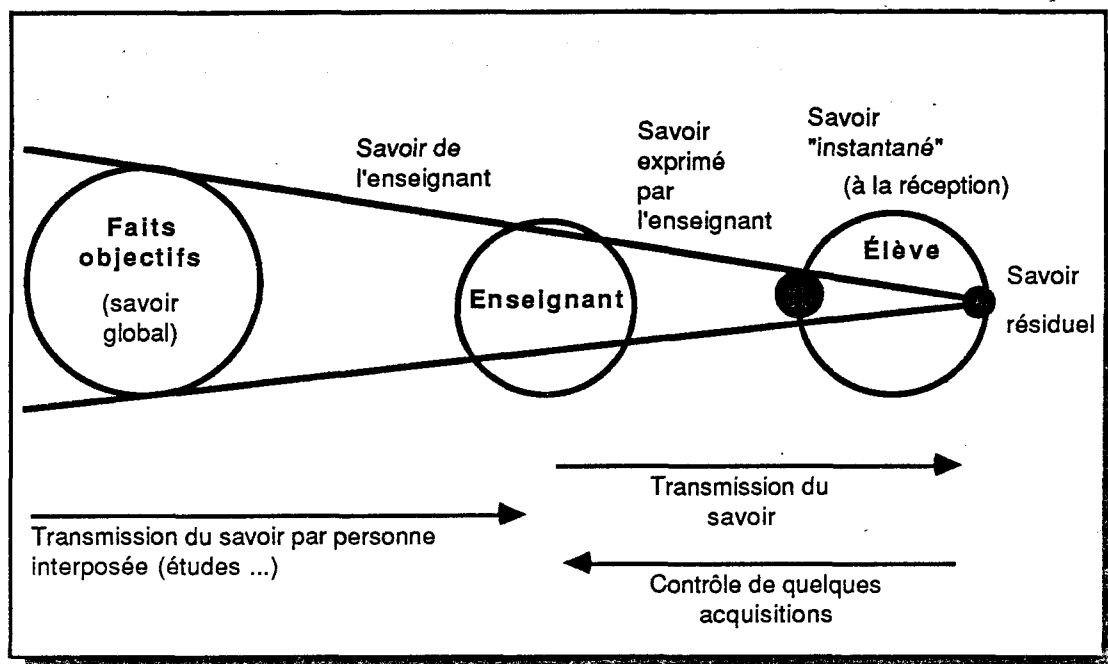 Savoir de
l'enseignant
Savoir
exprimé
par
l'enseignant
Savoir
"instantané"
(à la réception)
Faits
objectifs
(savoir
global)
Enseignant
Élève
Savoir
résiduel
Transmission du
savoir
Transmission du savoir par personne
interposée (études ...)
Contrôle de quelques
acquisitions